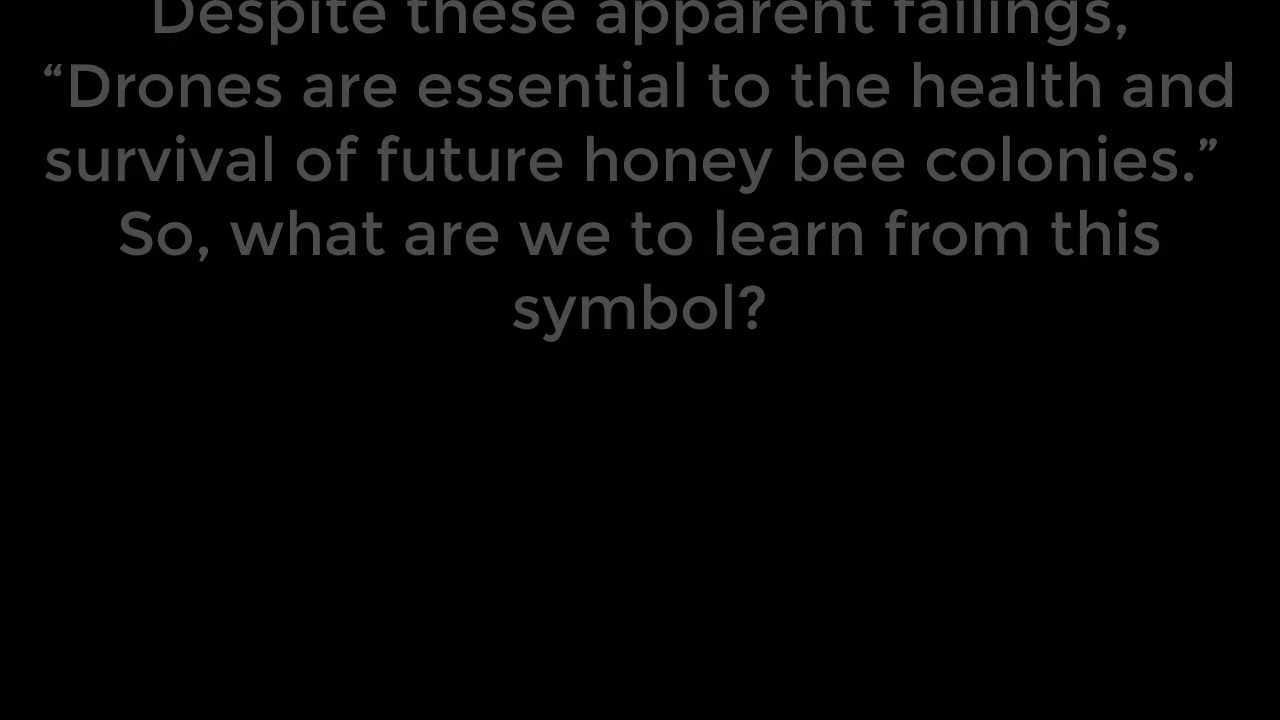 Despite these apparent failings,
“Drones are essential to the health and
survival of future honey bee colonies.”
So, what are we to learn from this
symbol?